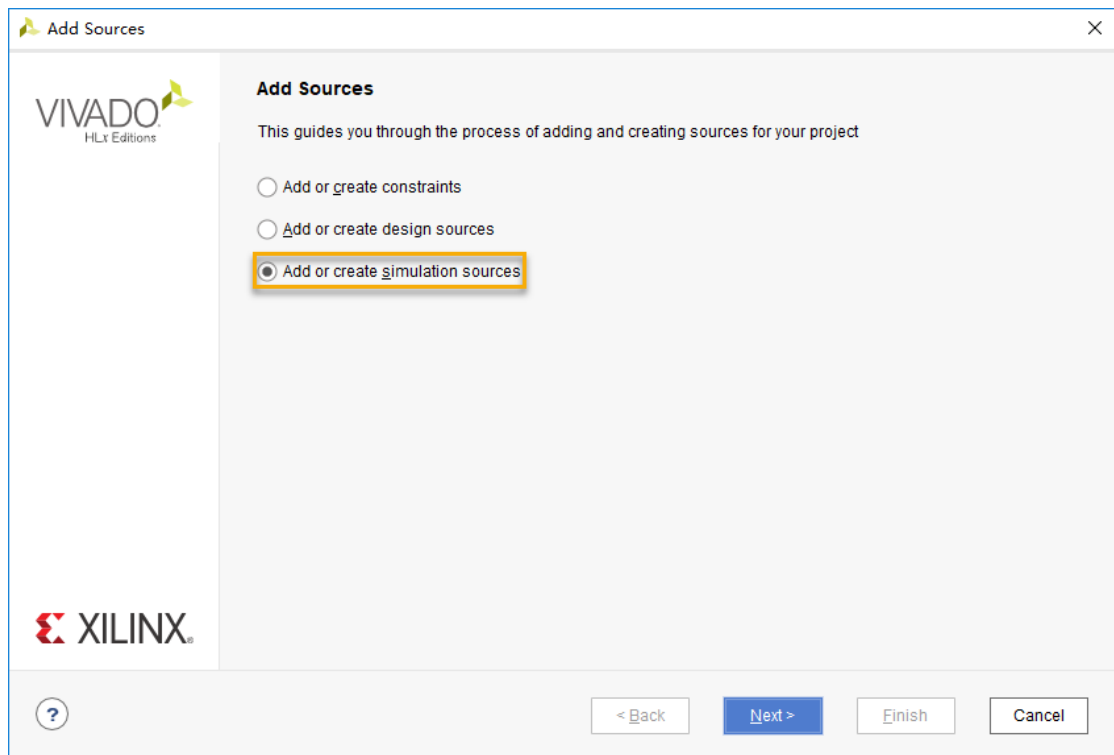 Add Sources
VIVADO
HLx Editions
Add Sources
This guides you through the process of adding and creating sources for your project
Add or create constraints
Add or create design sources
Add or create simulation sources
XILINX
?
< Back
Next >
Finish
Cancel